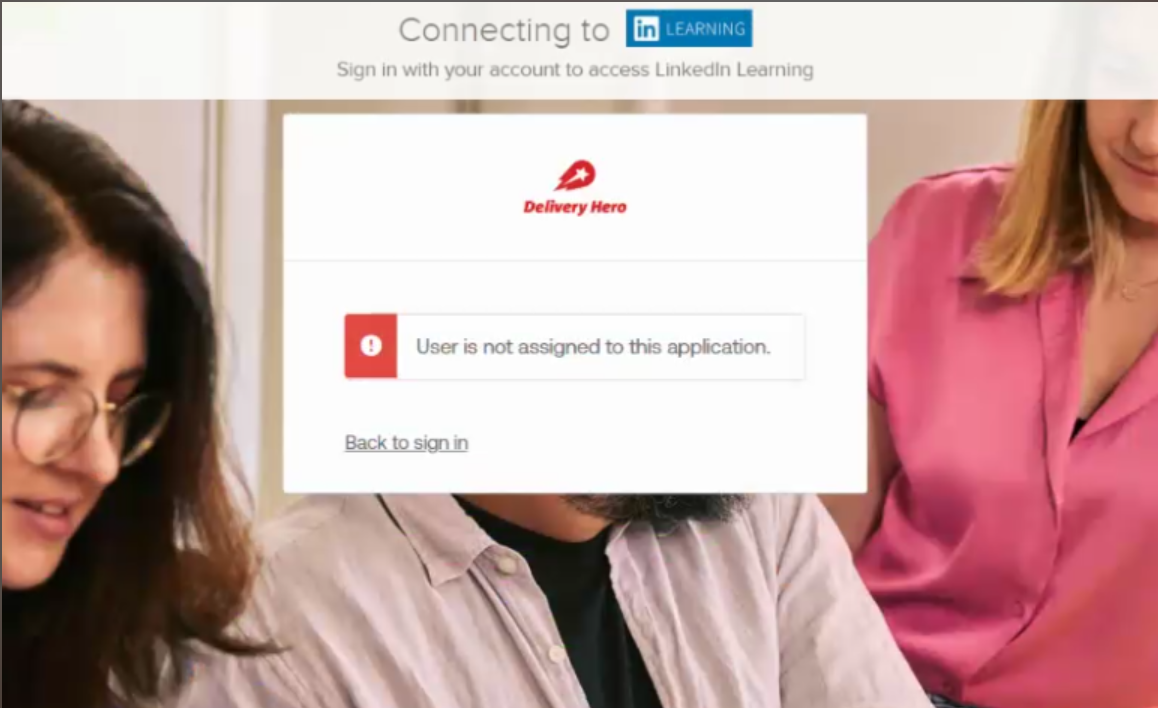 Connecting to in LEARNING
Sign in with your account to access LinkedIn Learning
Delivery Hero
User is not assigned to this application.
Back to sign in